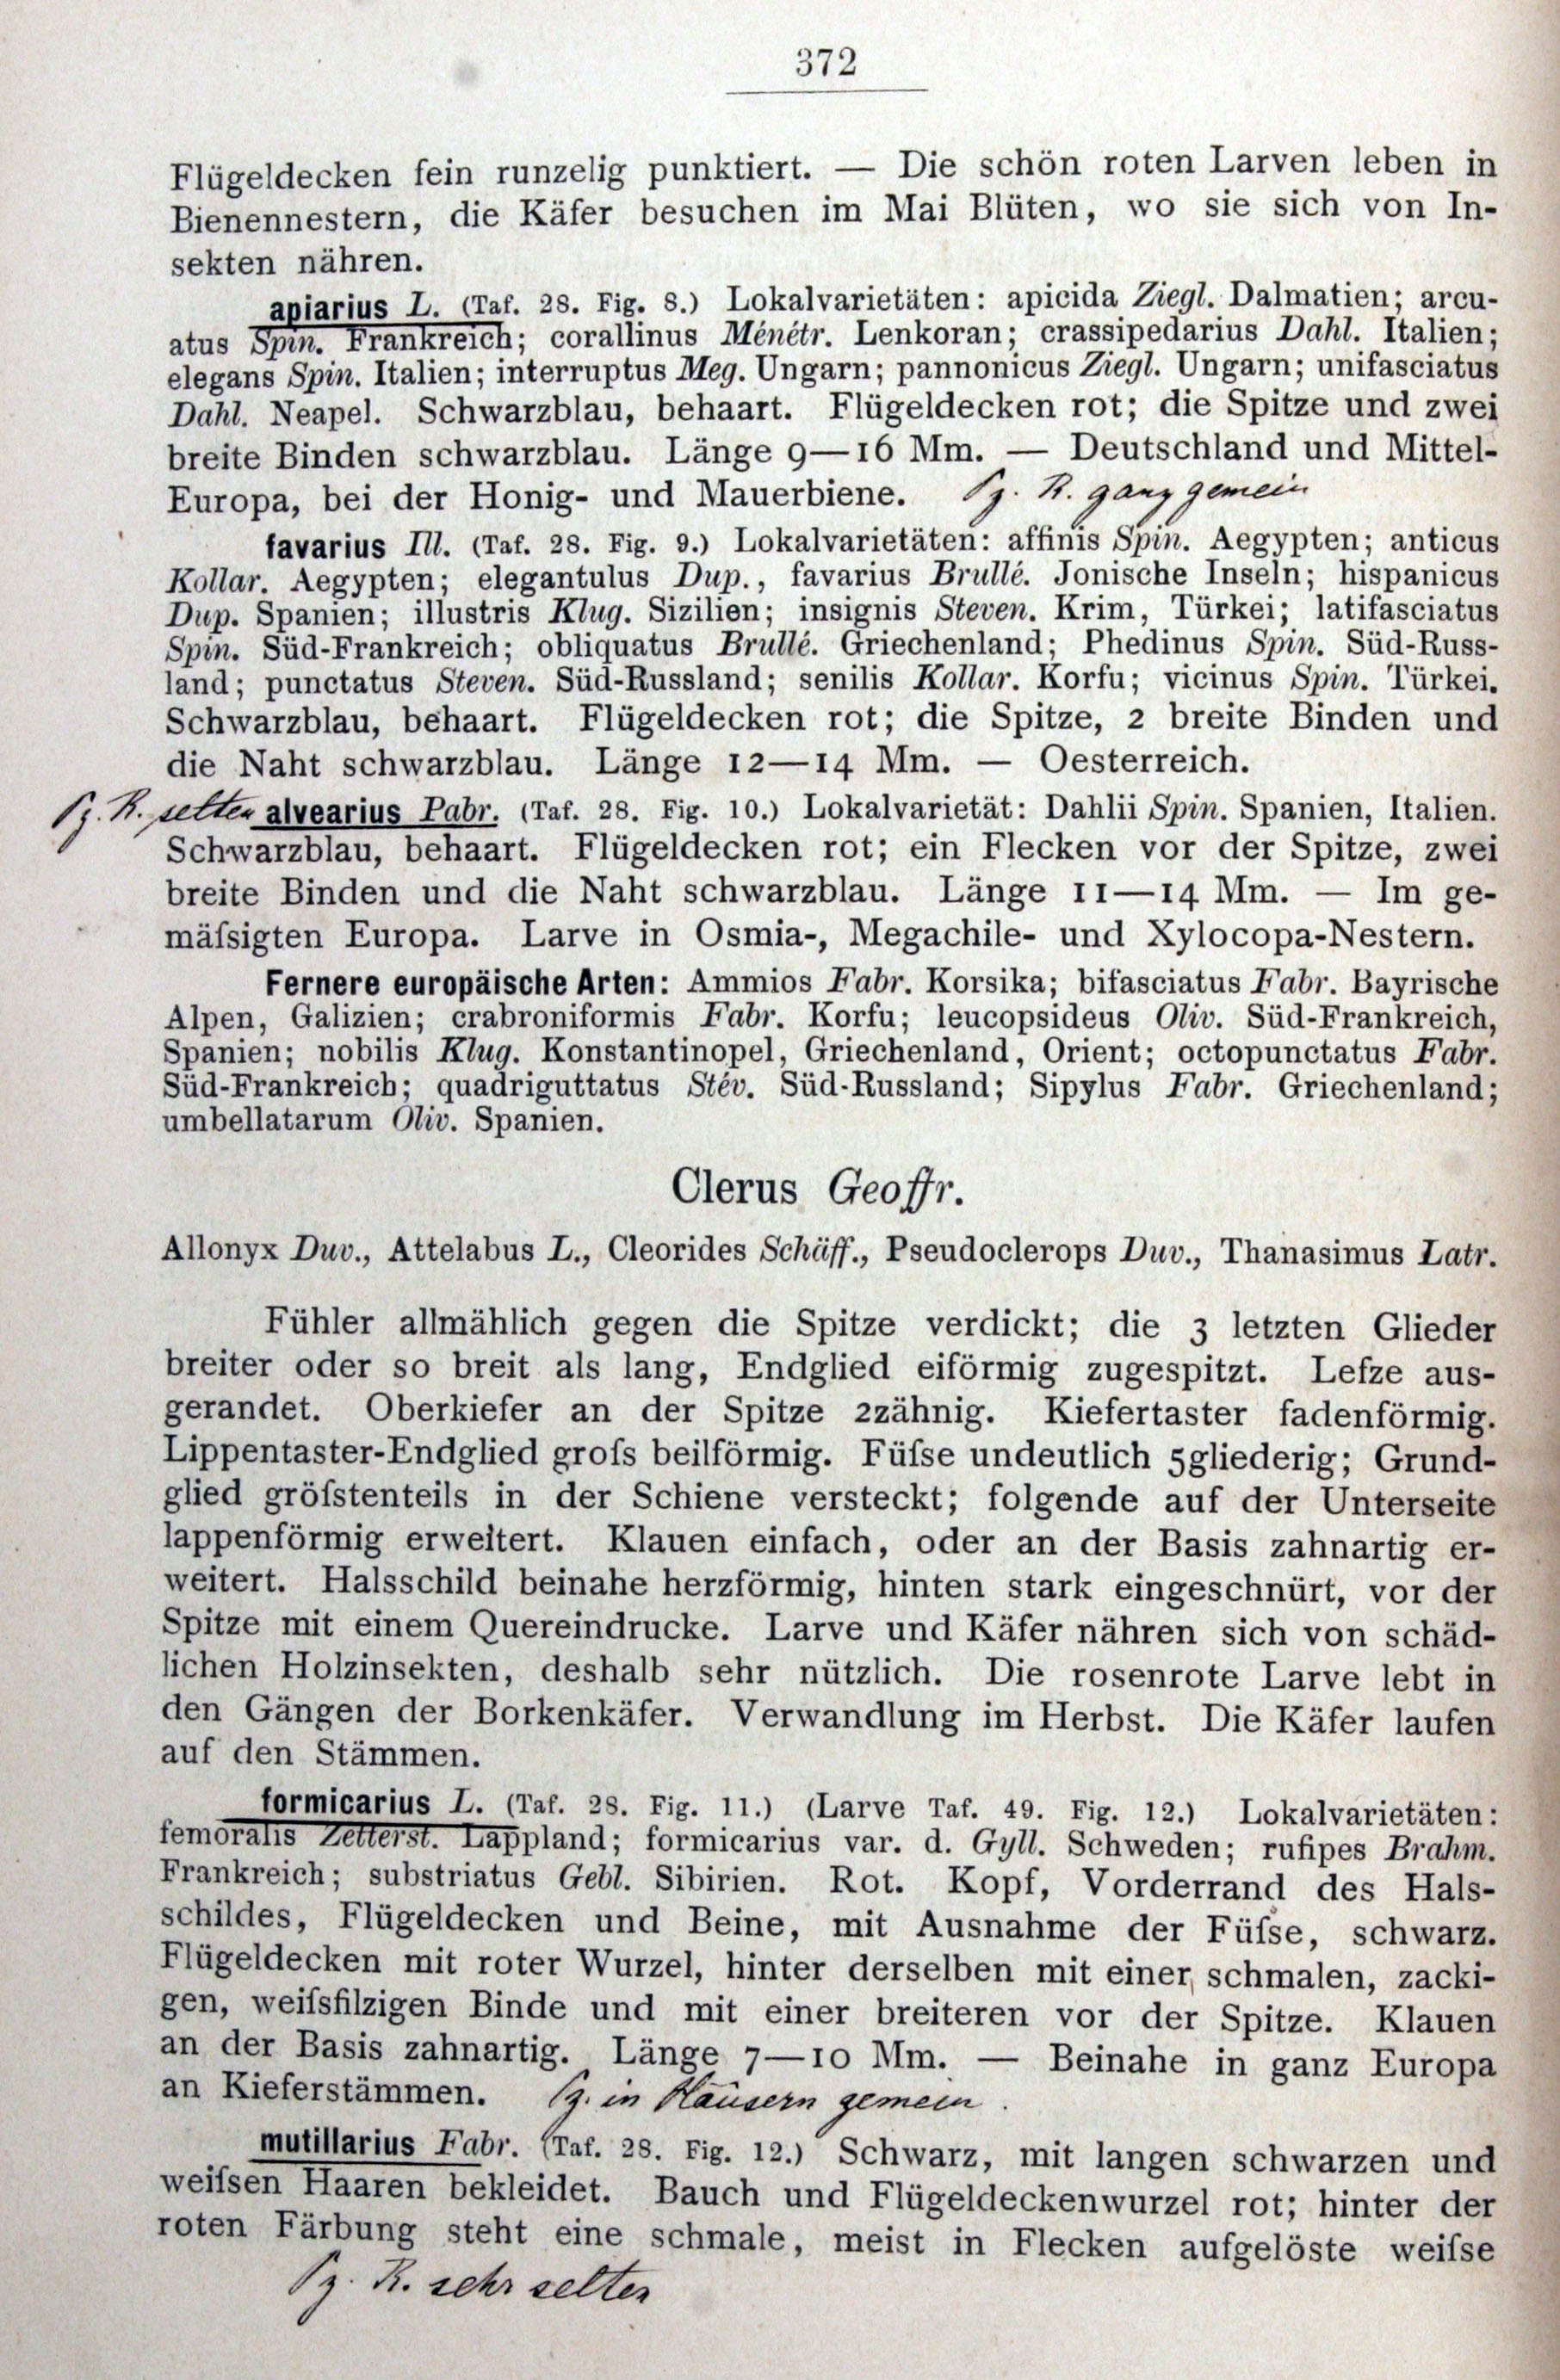 372
Flügeldecken fein runzelig punktiert. — Die schön roten Larven leben in
Bienennestern, die Käfer besuchen im Mai Blüten, wo sie sich von In-
sekten nähren.
apiarius L. (Taf. 28. Fig. 8.) Lokalvarietäten: apicida Ziegl. Dalmatien; arcu-
atus Spin. Frankreich; corallinus Ménétr. Lenkoran; crassipedarius Dahl. Italien;
elegans Spin. Italien; interruptus Meg. Ungarn; pannonicus Ziegl. Ungarn; unifasciatus
Dahl. Neapel. Schwarzblau, behaart. Flügeldecken rot; die Spitze und zwei
breite Binden schwarzblau. Länge 9—16 Mm. — Deutschland und Mittel-
Europa, bei der Honig- und Mauerbiene. R. ganz gemein
favarius Ill. (Taf. 28. Fig. 9.) Lokalvarietäten: affinis Spin. Aegypten; anticus
Kollar. Aegypten; elegantulus Dup., favarius Brullé. Jonische Inseln; hispanicus
Dup. Spanien; illustris Klug. Sizilien; insignis Steven. Krim, Türkei; latifasciatus
Spin. Süd-Frankreich; obliquatus Brullé. Griechenland; Phedinus Spin. Süd-Russ-
land; punctatus Steven. Süd-Russland; senilis Kollar. Korfu; vicinus Spin. Türkei.
Schwarzblau, behaart. Flügeldecken rot; die Spitze, 2 breite Binden und
die Naht schwarzblau. Länge 12—14 Mm. — Oesterreich.
R. selten alvearius Fabr. (Taf. 28. Fig. 10.) Lokalvarietät: Dahlii Spin. Spanien, Italien.
Schwarzblau, behaart. Flügeldecken rot; ein Flecken vor der Spitze, zwei
breite Binden und die Naht schwarzblau. Länge 11—14 Mm. — Im ge-
mäſsigten Europa. Larve in Osmia-, Megachile- und Xylocopa-Nestern.
Fernere europäische Arten: Ammios Fabr. Korsika; bifasciatus Fabr. Bayrische
Alpen, Galizien; crabroniformis Fabr. Korfu; leucopsideus Oliv. Süd-Frankreich,
Spanien; nobilis Klug. Konstantinopel, Griechenland, Orient; octopunctatus Fabr.
Süd-Frankreich; quadriguttatus Stév. Süd-Russland; Sipylus Fabr. Griechenland;
umbellatarum Oliv. Spanien.
Clerus Geoffr.
Allonyx Duv., Attelabus L., Cleorides Schäff., Pseudoclerops Duv., Thanasimus Latr.
Fühler allmählich gegen die Spitze verdickt; die 3 letzten Glieder
breiter oder so breit als lang, Endglied eiförmig zugespitzt. Lefze aus-
gerandet. Oberkiefer an der Spitze 2zähnig. Kiefertaster fadenförmig.
Lippentaster-Endglied groſs beilförmig. Füſse undeutlich 5gliederig; Grund-
glied gröſstenteils in der Schiene versteckt; folgende auf der Unterseite
lappenförmig erweitert. Klauen einfach, oder an der Basis zahnartig er-
weitert. Halsschild beinahe herzförmig, hinten stark eingeschnürt, vor der
Spitze mit einem Quereindrucke. Larve und Käfer nähren sich von schäd-
lichen Holzinsekten, deshalb sehr nützlich. Die rosenrote Larve lebt in
den Gängen der Borkenkäfer. Verwandlung im Herbst. Die Käfer laufen
auf den Stämmen.
formicarius L. (Taf. 28. Fig. 11.) (Larve Taf. 49. Fig. 12.) Lokalvarietäten:
femoralis Zetterst. Lappland; formicarius var. d. Gyll. Schweden; rufipes Brahm.
Frankreich; substriatus Gebl. Sibirien. Rot. Kopf, Vorderrand des Hals-
schildes, Flügeldecken und Beine, mit Ausnahme der Füſse, schwarz.
Flügeldecken mit roter Wurzel, hinter derselben mit einer, schmalen, zacki-
gen, weiſsfilzigen Binde und mit einer breiteren vor der Spitze. Klauen
an der Basis zahnartig. Länge 7—10 Mm. — Beinahe in ganz Europa
an Kieferstämmen. in Häusern gemein.
mutillarius Fabr. (Taf. 28. Fig. 12.) Schwarz, mit langen schwarzen und
weiſsen Haaren bekleidet. Bauch und Flügeldeckenwurzel rot; hinter der
roten Färbung steht eine schmale, meist in Flecken aufgelöste weiſse
R. sehr selten